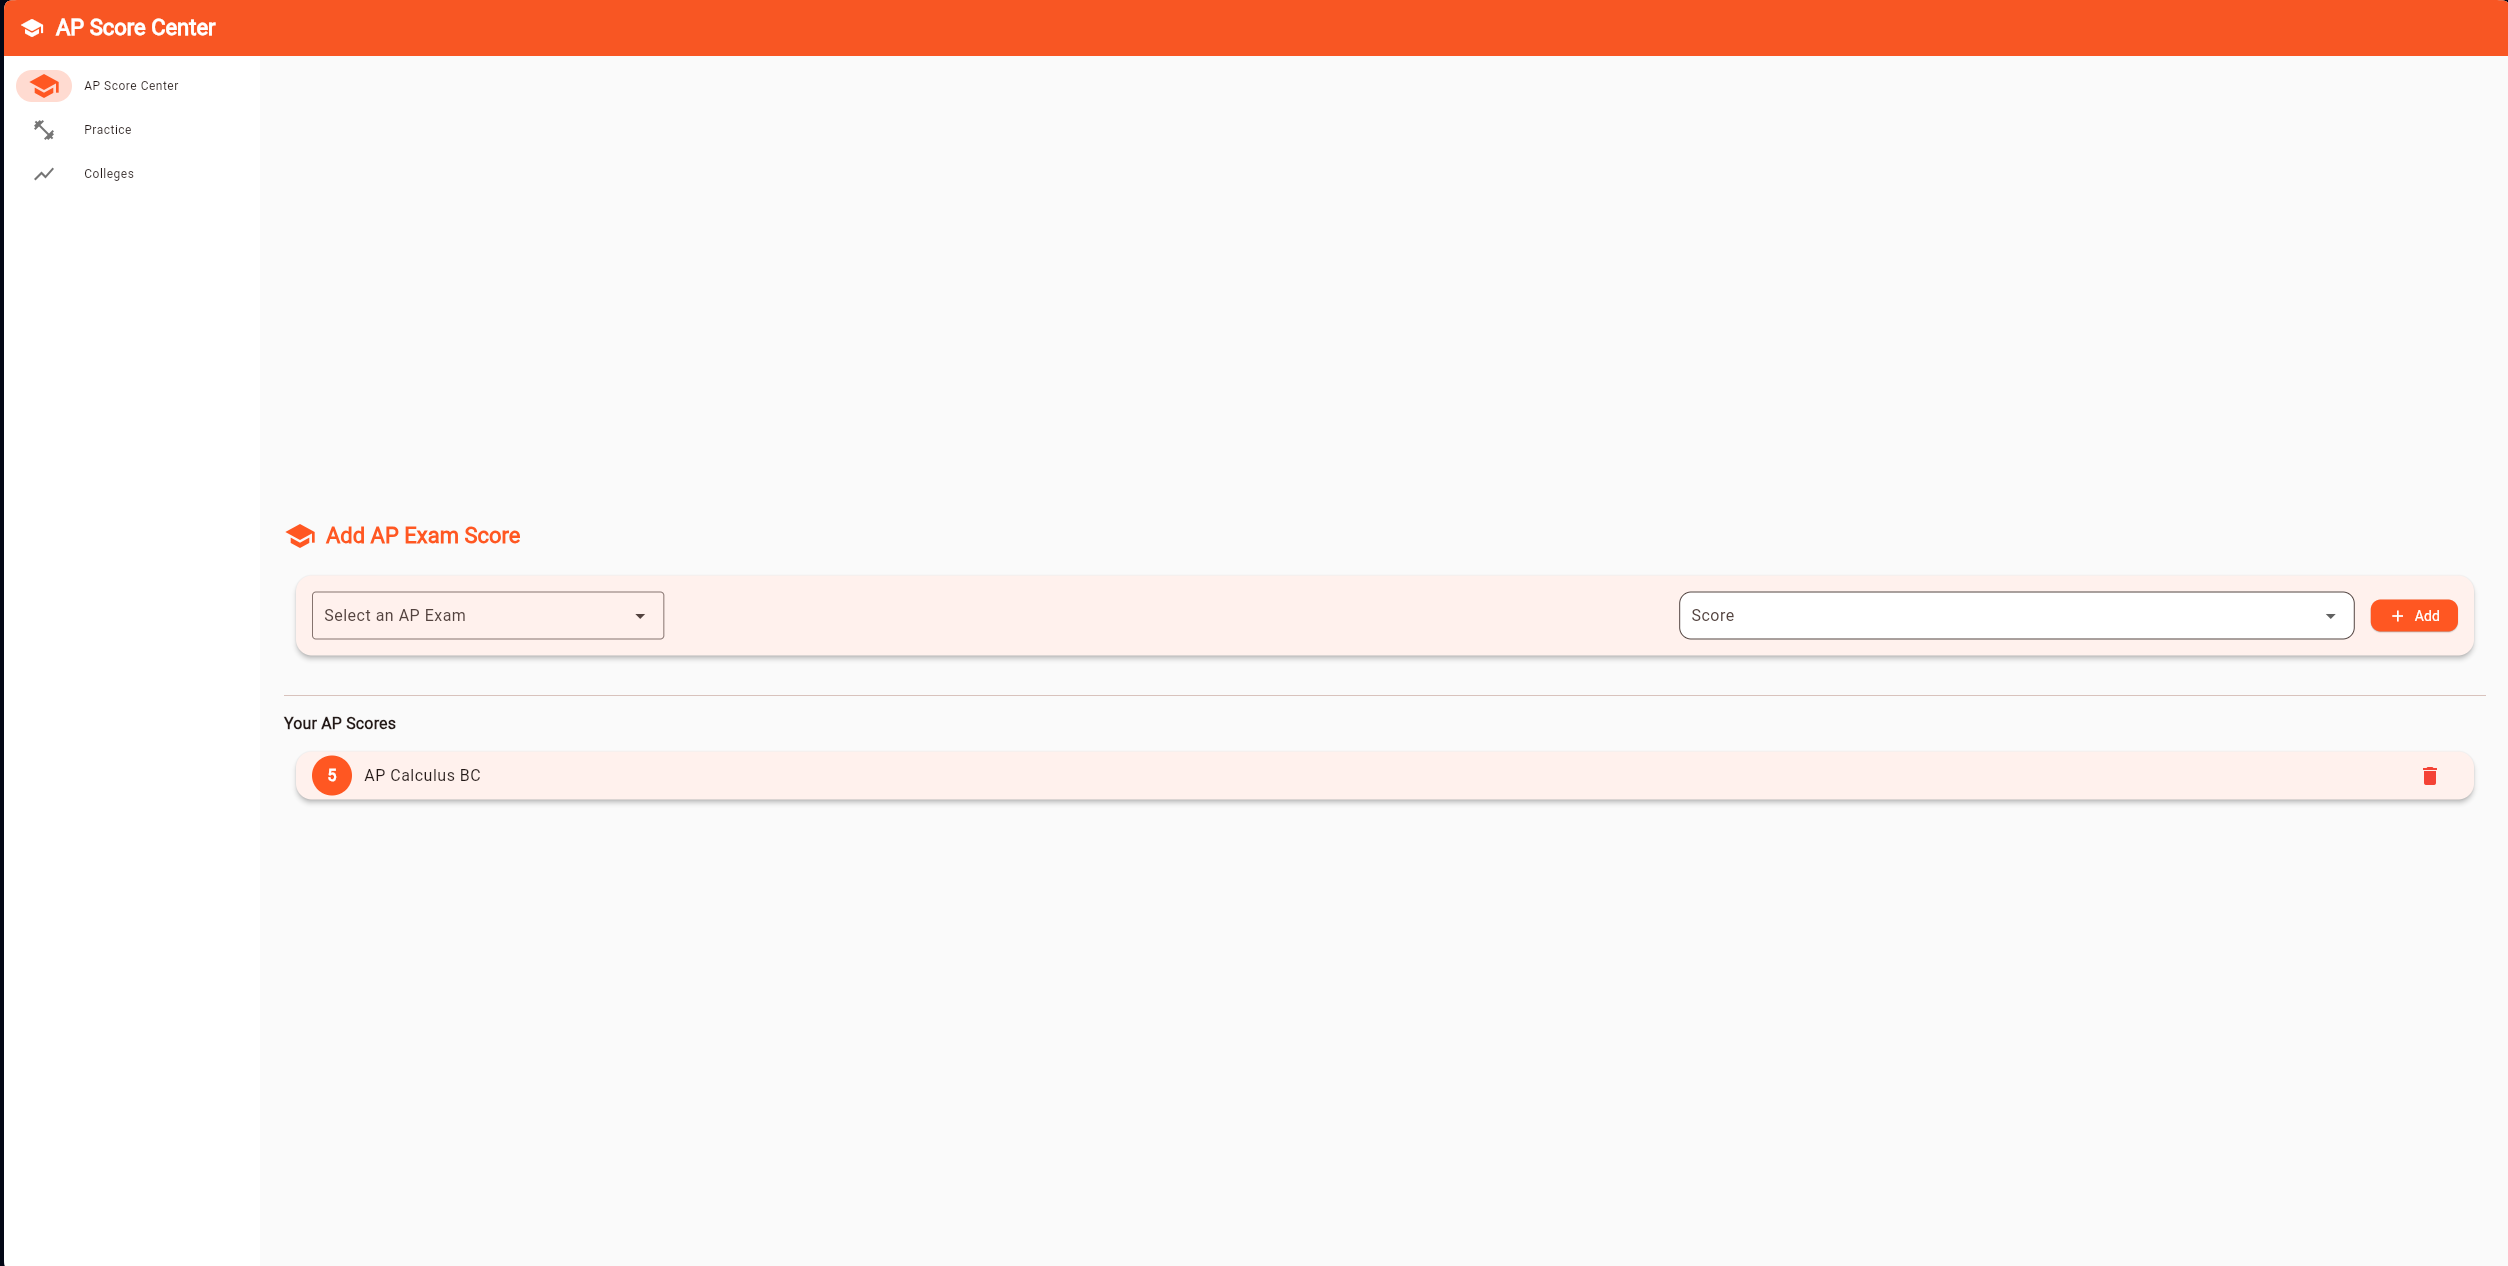 AP Score Center
AP Score Center
Practice
Colleges
Add AP Exam Score
Select an AP Exam
Score
Add
Your AP Scores
5 AP Calculus BC